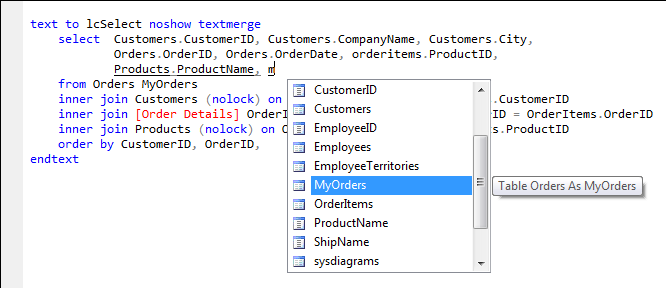 text to lcSelect noshow textmerge
select Customers.CustomerID, Customers.CompanyName, Customers.City,
Orders.OrderID, Orders.OrderDate, orderitems.ProductID,
Products.ProductName, m
from Orders MyOrders
inner join Customers (nolock) on s.CustomerID
inner join [Order Details] OrderI ID = OrderItems.OrderID
inner join Products (nolock) on O s.ProductID
order by CustomerID, OrderID,
endtext
CustomerID
Customers
EmployeeID
Employees
EmployeeTerritories
MyOrders
OrderItems
ProductName
ShipName
sysdiagrams
Table Orders As MyOrders